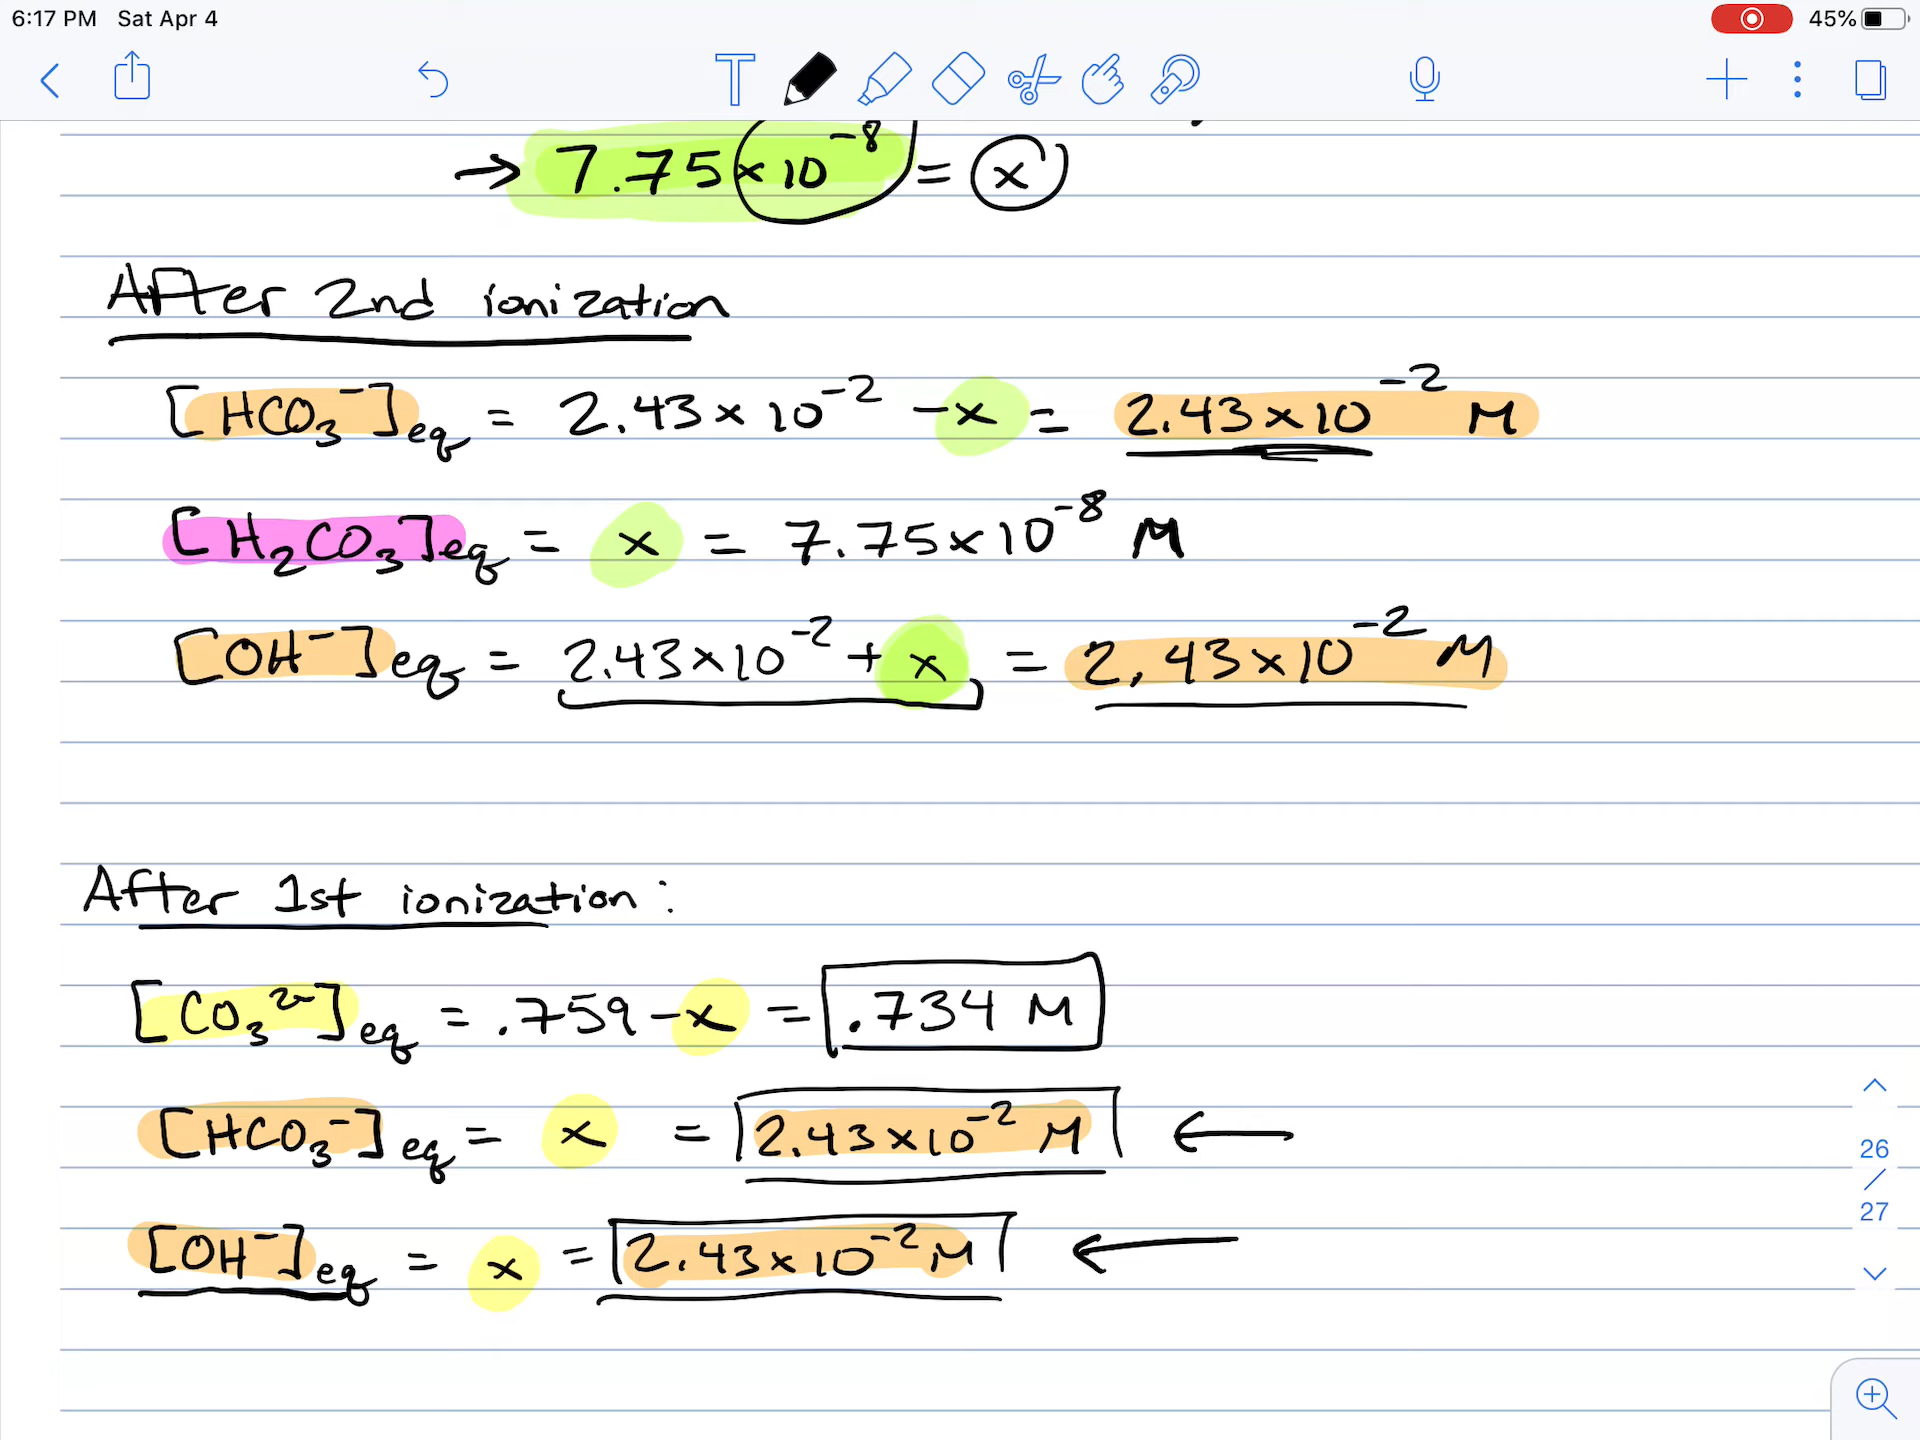 6:17 PM Sat Apr 4 45%
T
→ 7.75 × 10⁻⁸ = x
After 2nd ionization
[HCO₃⁻]eq = 2.43 × 10⁻² - x = 2.43 × 10⁻² M
[H₂CO₃]eq = x = 7.75 × 10⁻⁸ M
[OH⁻]eq = 2.43 × 10⁻² + x = 2.43 × 10⁻² M
After 1st ionization:
[CO₃²⁻]eq = .759 - x = .734 M
[HCO₃⁻]eq = x = 2.43 × 10⁻² M ←
[OH⁻]eq = x = 2.43 × 10⁻² M ←
26
/
27